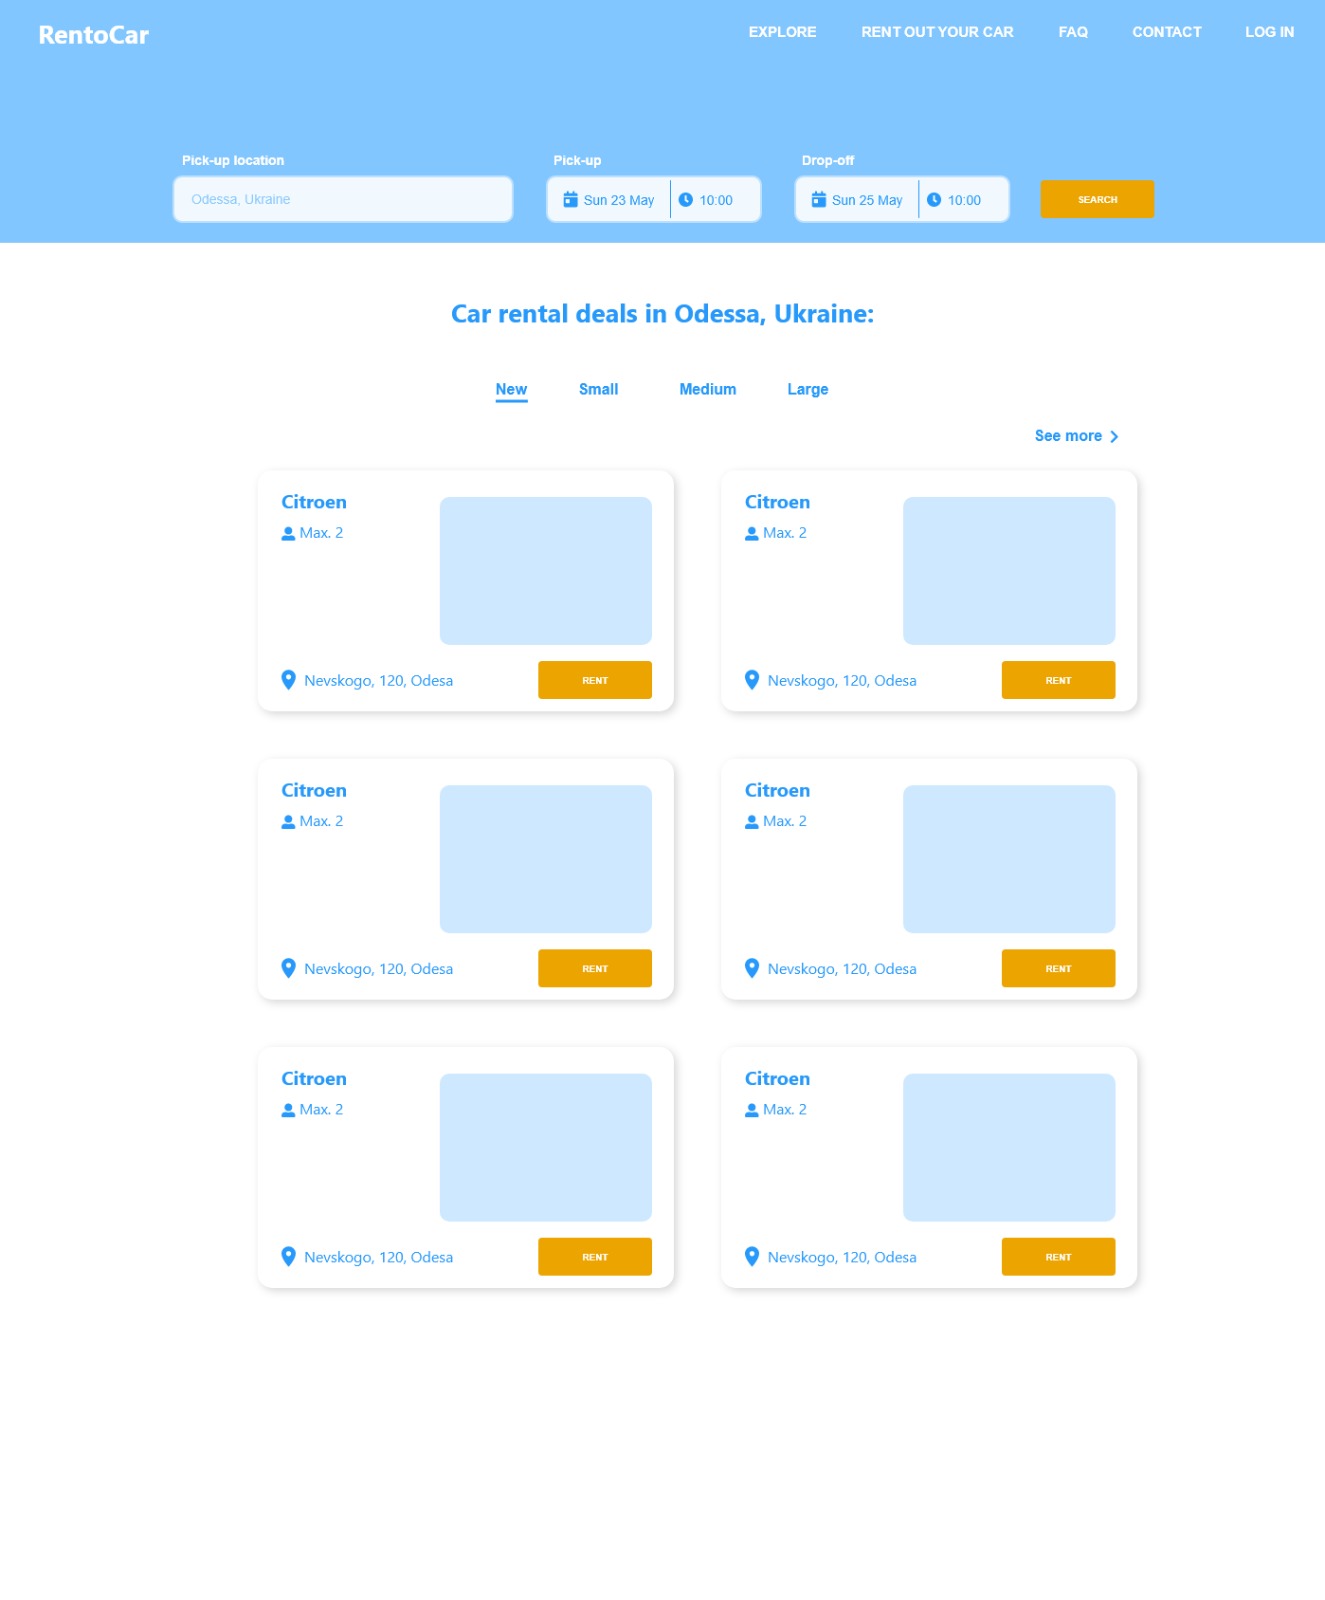 RentoCar
EXPLORE RENT OUT YOUR CAR FAQ CONTACT LOG IN
Pick-up location Pick-up Drop-off
Odessa, Ukraine Sun 23 May 10:00 Sun 25 May 10:00 SEARCH
Car rental deals in Odessa, Ukraine:
New Small Medium Large
See more
Citroen
Max. 2
Nevskogo, 120, Odesa RENT
Citroen
Max. 2
Nevskogo, 120, Odesa RENT
Citroen
Max. 2
Nevskogo, 120, Odesa RENT
Citroen
Max. 2
Nevskogo, 120, Odesa RENT
Citroen
Max. 2
Nevskogo, 120, Odesa RENT
Citroen
Max. 2
Nevskogo, 120, Odesa RENT